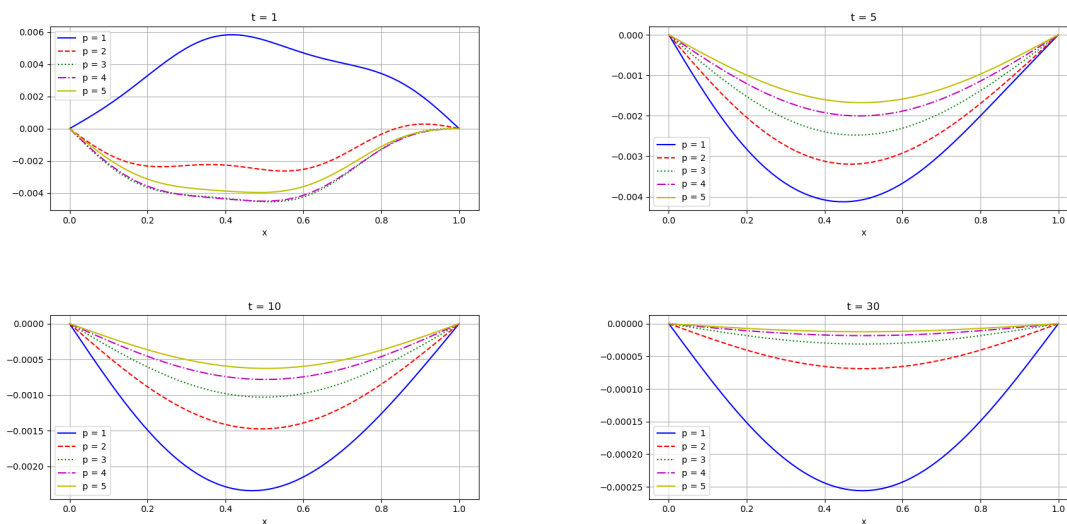 t = 1
0.006
0.004
0.002
0.000
−0.002
−0.004
p = 1
p = 2
p = 3
p = 4
p = 5
0.0
0.2
0.4
0.6
0.8
1.0
x
t = 5
0.000
−0.001
−0.002
−0.003
−0.004
p = 1
p = 2
p = 3
p = 4
p = 5
0.0
0.2
0.4
0.6
0.8
1.0
x
t = 10
0.0000
−0.0005
−0.0010
−0.0015
−0.0020
p = 1
p = 2
p = 3
p = 4
p = 5
0.0
0.2
0.4
0.6
0.8
1.0
x
t = 30
0.00000
−0.00005
−0.00010
−0.00015
−0.00020
−0.00025
p = 1
p = 2
p = 3
p = 4
p = 5
0.0
0.2
0.4
0.6
0.8
1.0
x